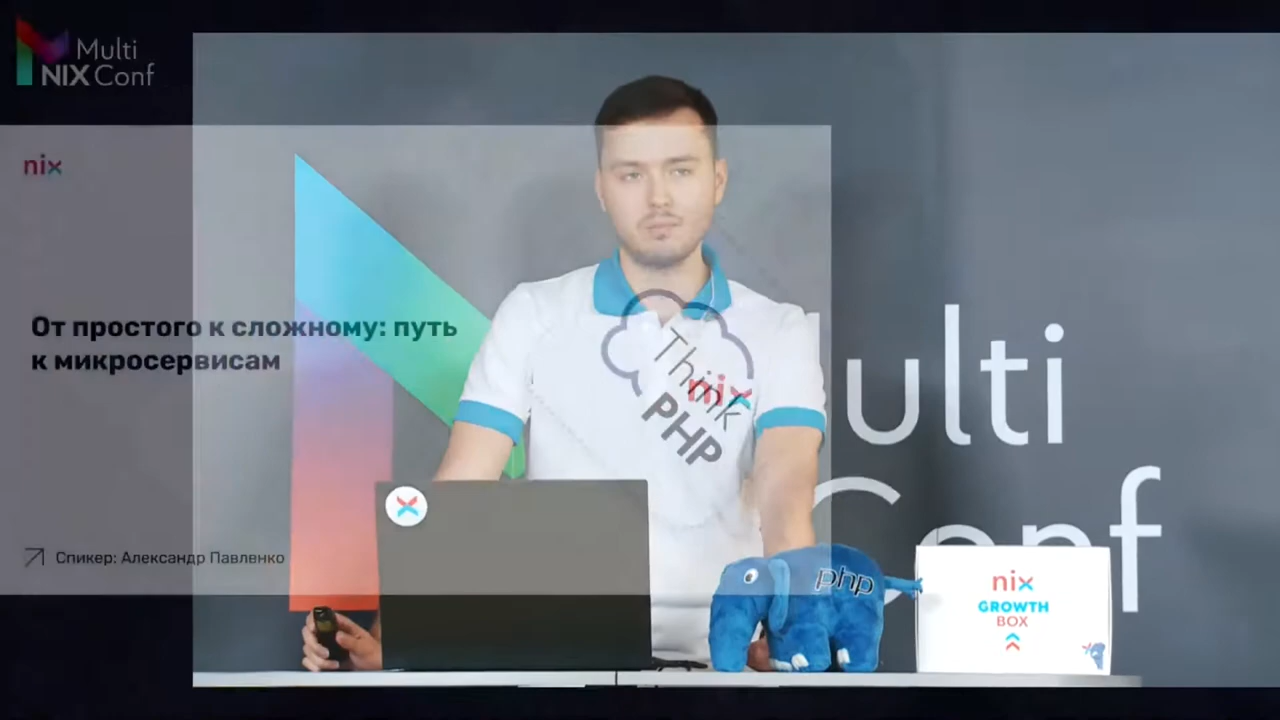 Multi
NIX Conf
nix
От простого к сложному: путь
к микросервисам
Спикер: Александр Павленко
Think
PHP
nix
ulti
Conf
php
nix
GROWTH
BOX